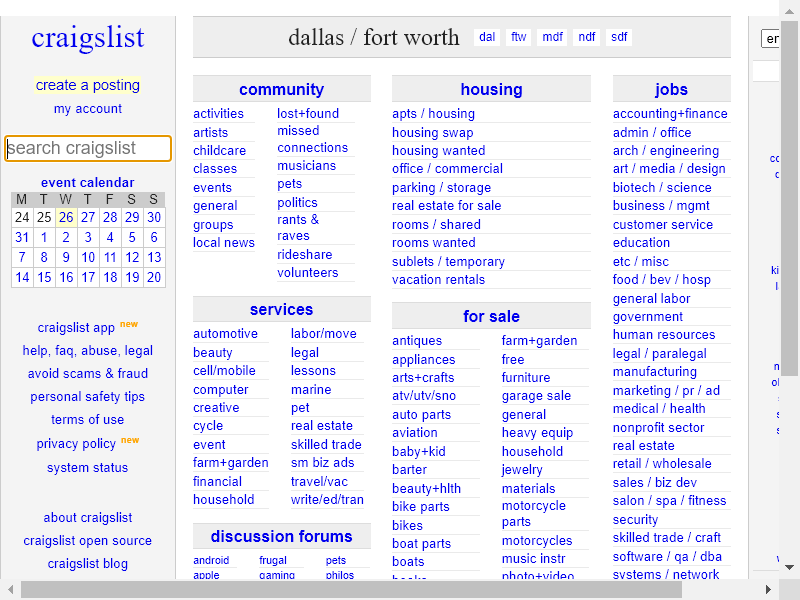 craigslist
create a posting
my account
search craigslist
event calendar
M T W T F S S
24 25 26 27 28 29 30
31 1 2 3 4 5 6
7 8 9 10 11 12 13
14 15 16 17 18 19 20
craigslist app new
help, faq, abuse, legal
avoid scams & fraud
personal safety tips
terms of use
privacy policy new
system status
about craigslist
craigslist open source
craigslist blog
dallas / fort worth dal ftw mdf ndf sdf
community
activities
artists
childcare
classes
events
general
groups
local news
lost+found
missed
connections
musicians
pets
politics
rants &
raves
rideshare
volunteers
services
automotive
beauty
cell/mobile
computer
creative
cycle
event
farm+garden
financial
household
labor/move
legal
lessons
marine
pet
real estate
skilled trade
sm biz ads
travel/vac
write/ed/tran
discussion forums
android
apple
frugal
gaming
pets
philos
housing
apts / housing
housing swap
housing wanted
office / commercial
parking / storage
real estate for sale
rooms / shared
rooms wanted
sublets / temporary
vacation rentals
for sale
antiques
appliances
arts+crafts
atv/utv/sno
auto parts
aviation
baby+kid
barter
beauty+hlth
bike parts
bikes
boat parts
boats
books
farm+garden
free
furniture
garage sale
general
heavy equip
household
jewelry
materials
motorcycle
parts
motorcycles
music instr
photo+video
jobs
accounting+finance
admin / office
arch / engineering
art / media / design
biotech / science
business / mgmt
customer service
education
etc / misc
food / bev / hosp
general labor
government
human resources
legal / paralegal
manufacturing
marketing / pr / ad
medical / health
nonprofit sector
real estate
retail / wholesale
sales / biz dev
salon / spa / fitness
security
skilled trade / craft
software / qa / dba
systems / network